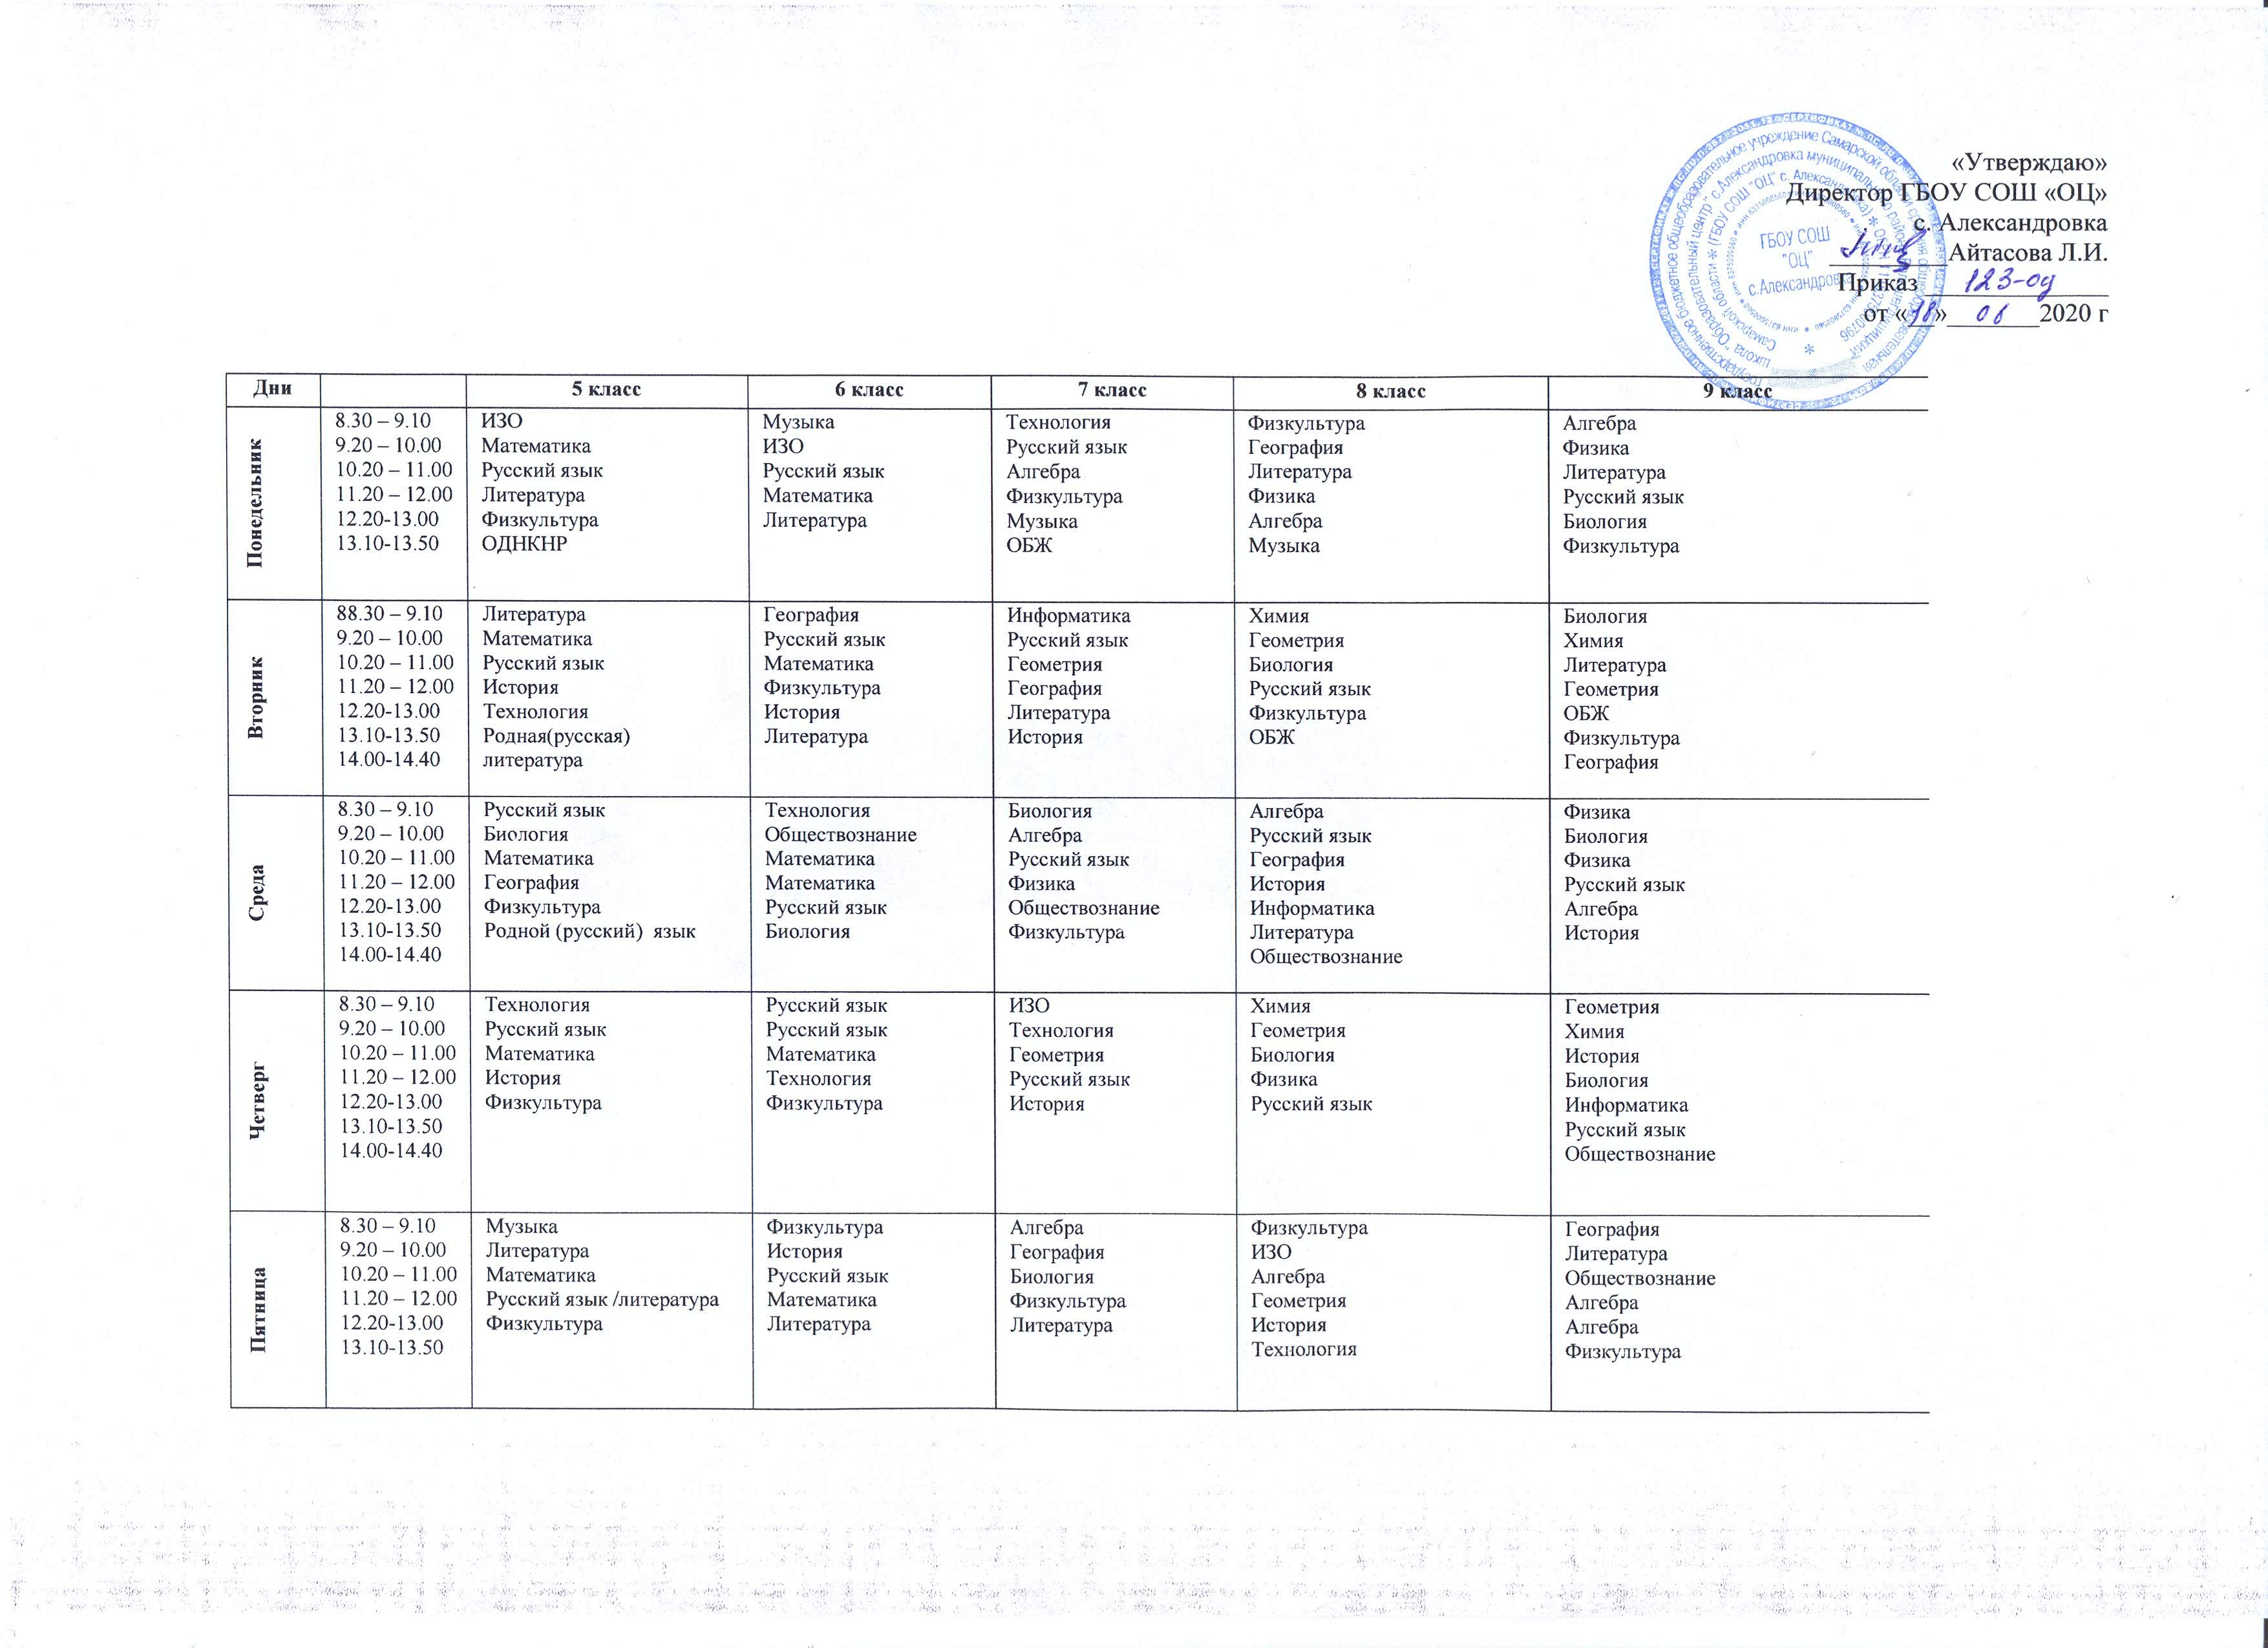 «Утверждаю»
Директор ГБОУ СОШ «ОЦ»
с. Александровка
Айтасова Л.И.
Приказ 123-од
от «18» 06 2020 г
ГБОУ СОШ
"ОЦ"
с.Александровка
Дни 5 класс 6 класс 7 класс 8 класс 9 класс
Понедельник
8.30 – 9.10 ИЗО Музыка Технология Физкультура Алгебра
9.20 – 10.00 Математика ИЗО Русский язык География Физика
10.20 – 11.00 Русский язык Русский язык Алгебра Литература Литература
11.20 – 12.00 Литература Математика Физкультура Физика Русский язык
12.20-13.00 Физкультура Литература Музыка Алгебра Биология
13.10-13.50 ОДНКНР ОБЖ Музыка Физкультура
Вторник
88.30 – 9.10 Литература География Информатика Химия Биология
9.20 – 10.00 Математика Русский язык Русский язык Геометрия Химия
10.20 – 11.00 Русский язык Математика Геометрия Биология Литература
11.20 – 12.00 История Физкультура География Русский язык Геометрия
12.20-13.00 Технология История Литература Физкультура ОБЖ
13.10-13.50 Родная(русская) Литература История ОБЖ Физкультура
14.00-14.40 литература География
Среда
8.30 – 9.10 Русский язык Технология Биология Алгебра Физика
9.20 – 10.00 Биология Обществознание Алгебра Русский язык Биология
10.20 – 11.00 Математика Математика Русский язык География Физика
11.20 – 12.00 География Математика Физика История Русский язык
12.20-13.00 Физкультура Русский язык Обществознание Информатика Алгебра
13.10-13.50 Родной (русский) язык Биология Физкультура Литература История
14.00-14.40 Обществознание
Четверг
8.30 – 9.10 Технология Русский язык ИЗО Химия Геометрия
9.20 – 10.00 Русский язык Русский язык Технология Геометрия Химия
10.20 – 11.00 Математика Математика Геометрия Биология История
11.20 – 12.00 История Технология Русский язык Физика Биология
12.20-13.00 Физкультура Физкультура История Русский язык Информатика
13.10-13.50 Русский язык
14.00-14.40 Обществознание
Пятница
8.30 – 9.10 Музыка Физкультура Алгебра Физкультура География
9.20 – 10.00 Литература История География ИЗО Литература
10.20 – 11.00 Математика Русский язык Биология Алгебра Обществознание
11.20 – 12.00 Русский язык /литература Математика Физкультура Геометрия Алгебра
12.20-13.00 Физкультура Литература Литература История Алгебра
13.10-13.50 Технология Физкультура